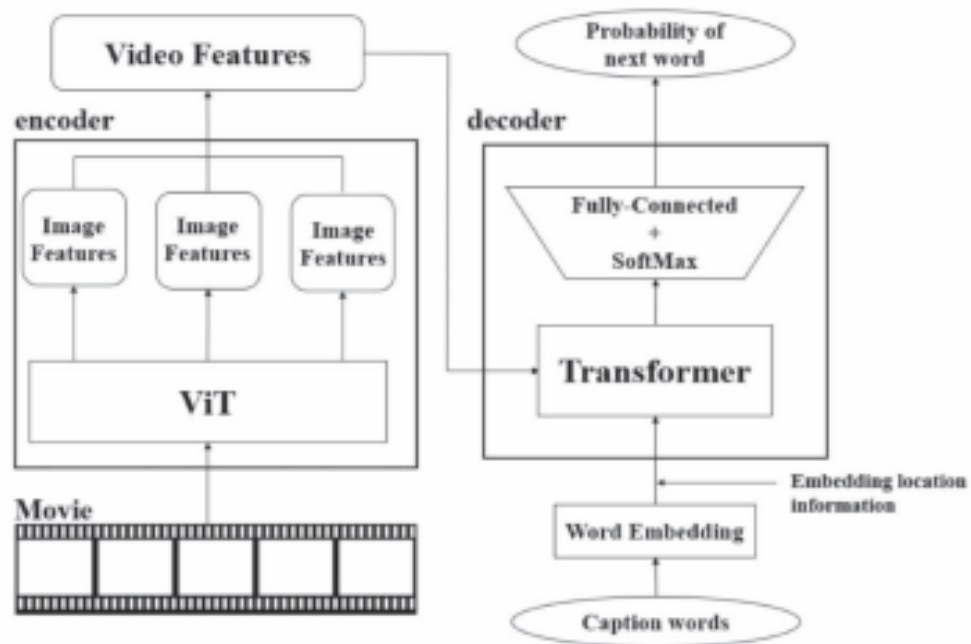 Video Features
encoder
Image
Features
Image
Features
Image
Features
ViT
Movie
Probability of
next word
decoder
Fully-Connected
+
SoftMax
Transformer
Embedding location
information
Word Embedding
Caption words